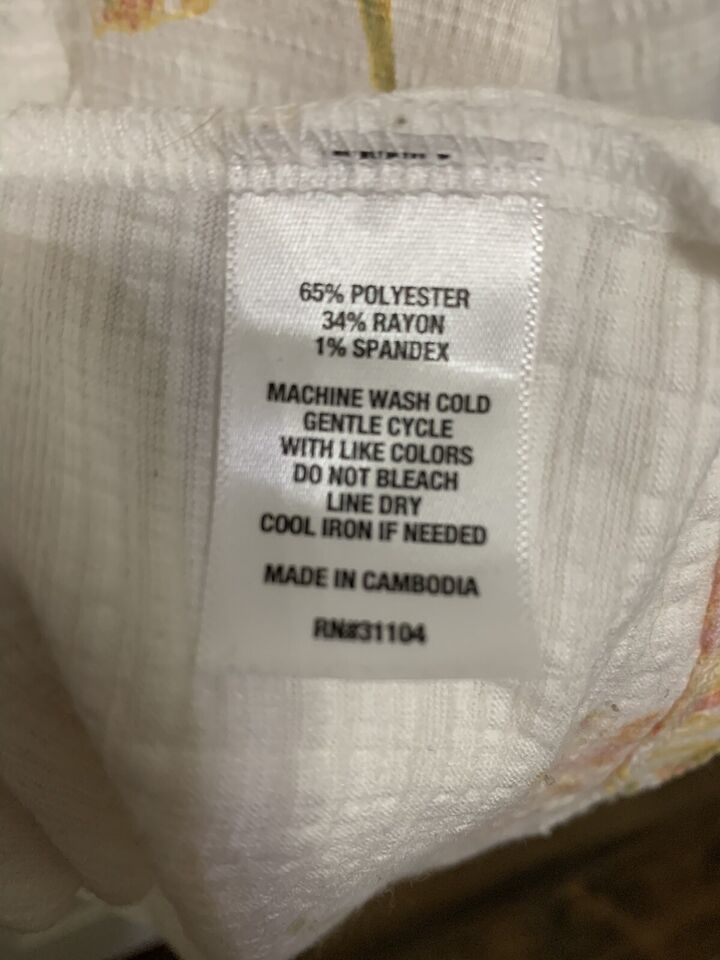 65% POLYESTER
34% RAYON
1% SPANDEX
MACHINE WASH COLD
GENTLE CYCLE
WITH LIKE COLORS
DO NOT BLEACH
LINE DRY
COOL IRON IF NEEDED
MADE IN CAMBODIA
RN#31104